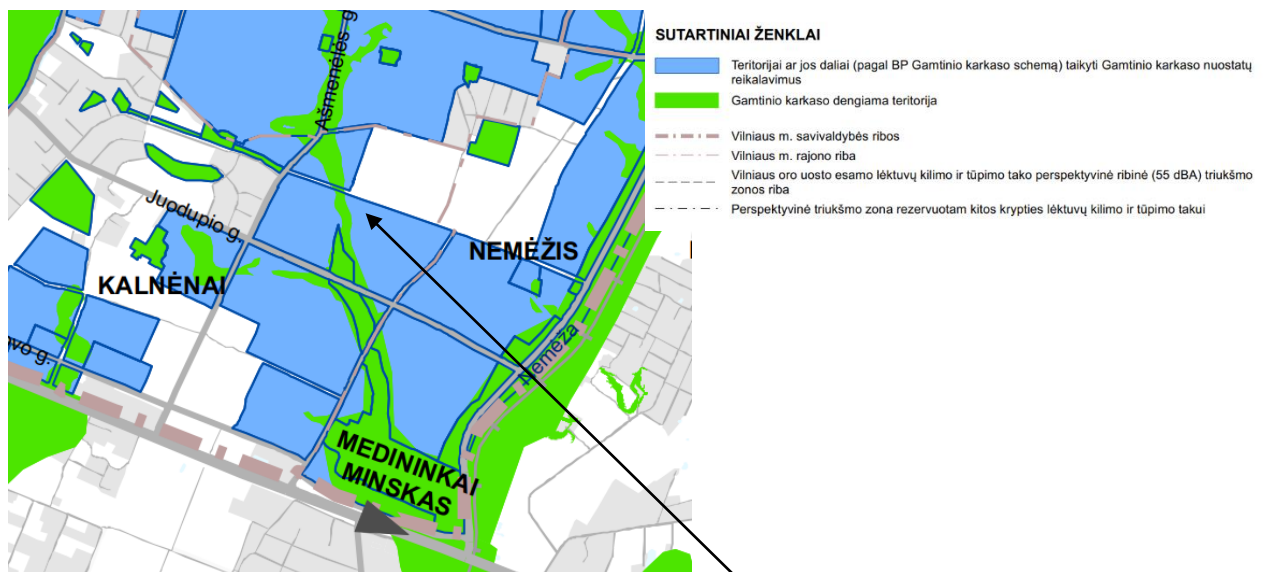 Ašmenėlės g
Juodupio g.
KALNĖNAI
NEMĖŽIS
Nemėža
vo g.
MEDININKAI
MINSKAS
SUTARTINIAI ŽENKLAI
Teritorijai ar jos daliai (pagal BP Gamtinio karkaso schemą) taikyti Gamtinio karkaso nuostatų
reikalavimus
Gamtinio karkaso dengiama teritorija
Vilniaus m. savivaldybės ribos
Vilniaus m. rajono riba
Vilniaus oro uosto esamo lėktuvų kilimo ir tūpimo tako perspektyvinė ribinė (55 dBA) triukšmo
zonos riba
Perspektyvinė triukšmo zona rezervuotam kitos krypties lėktuvų kilimo ir tūpimo takui